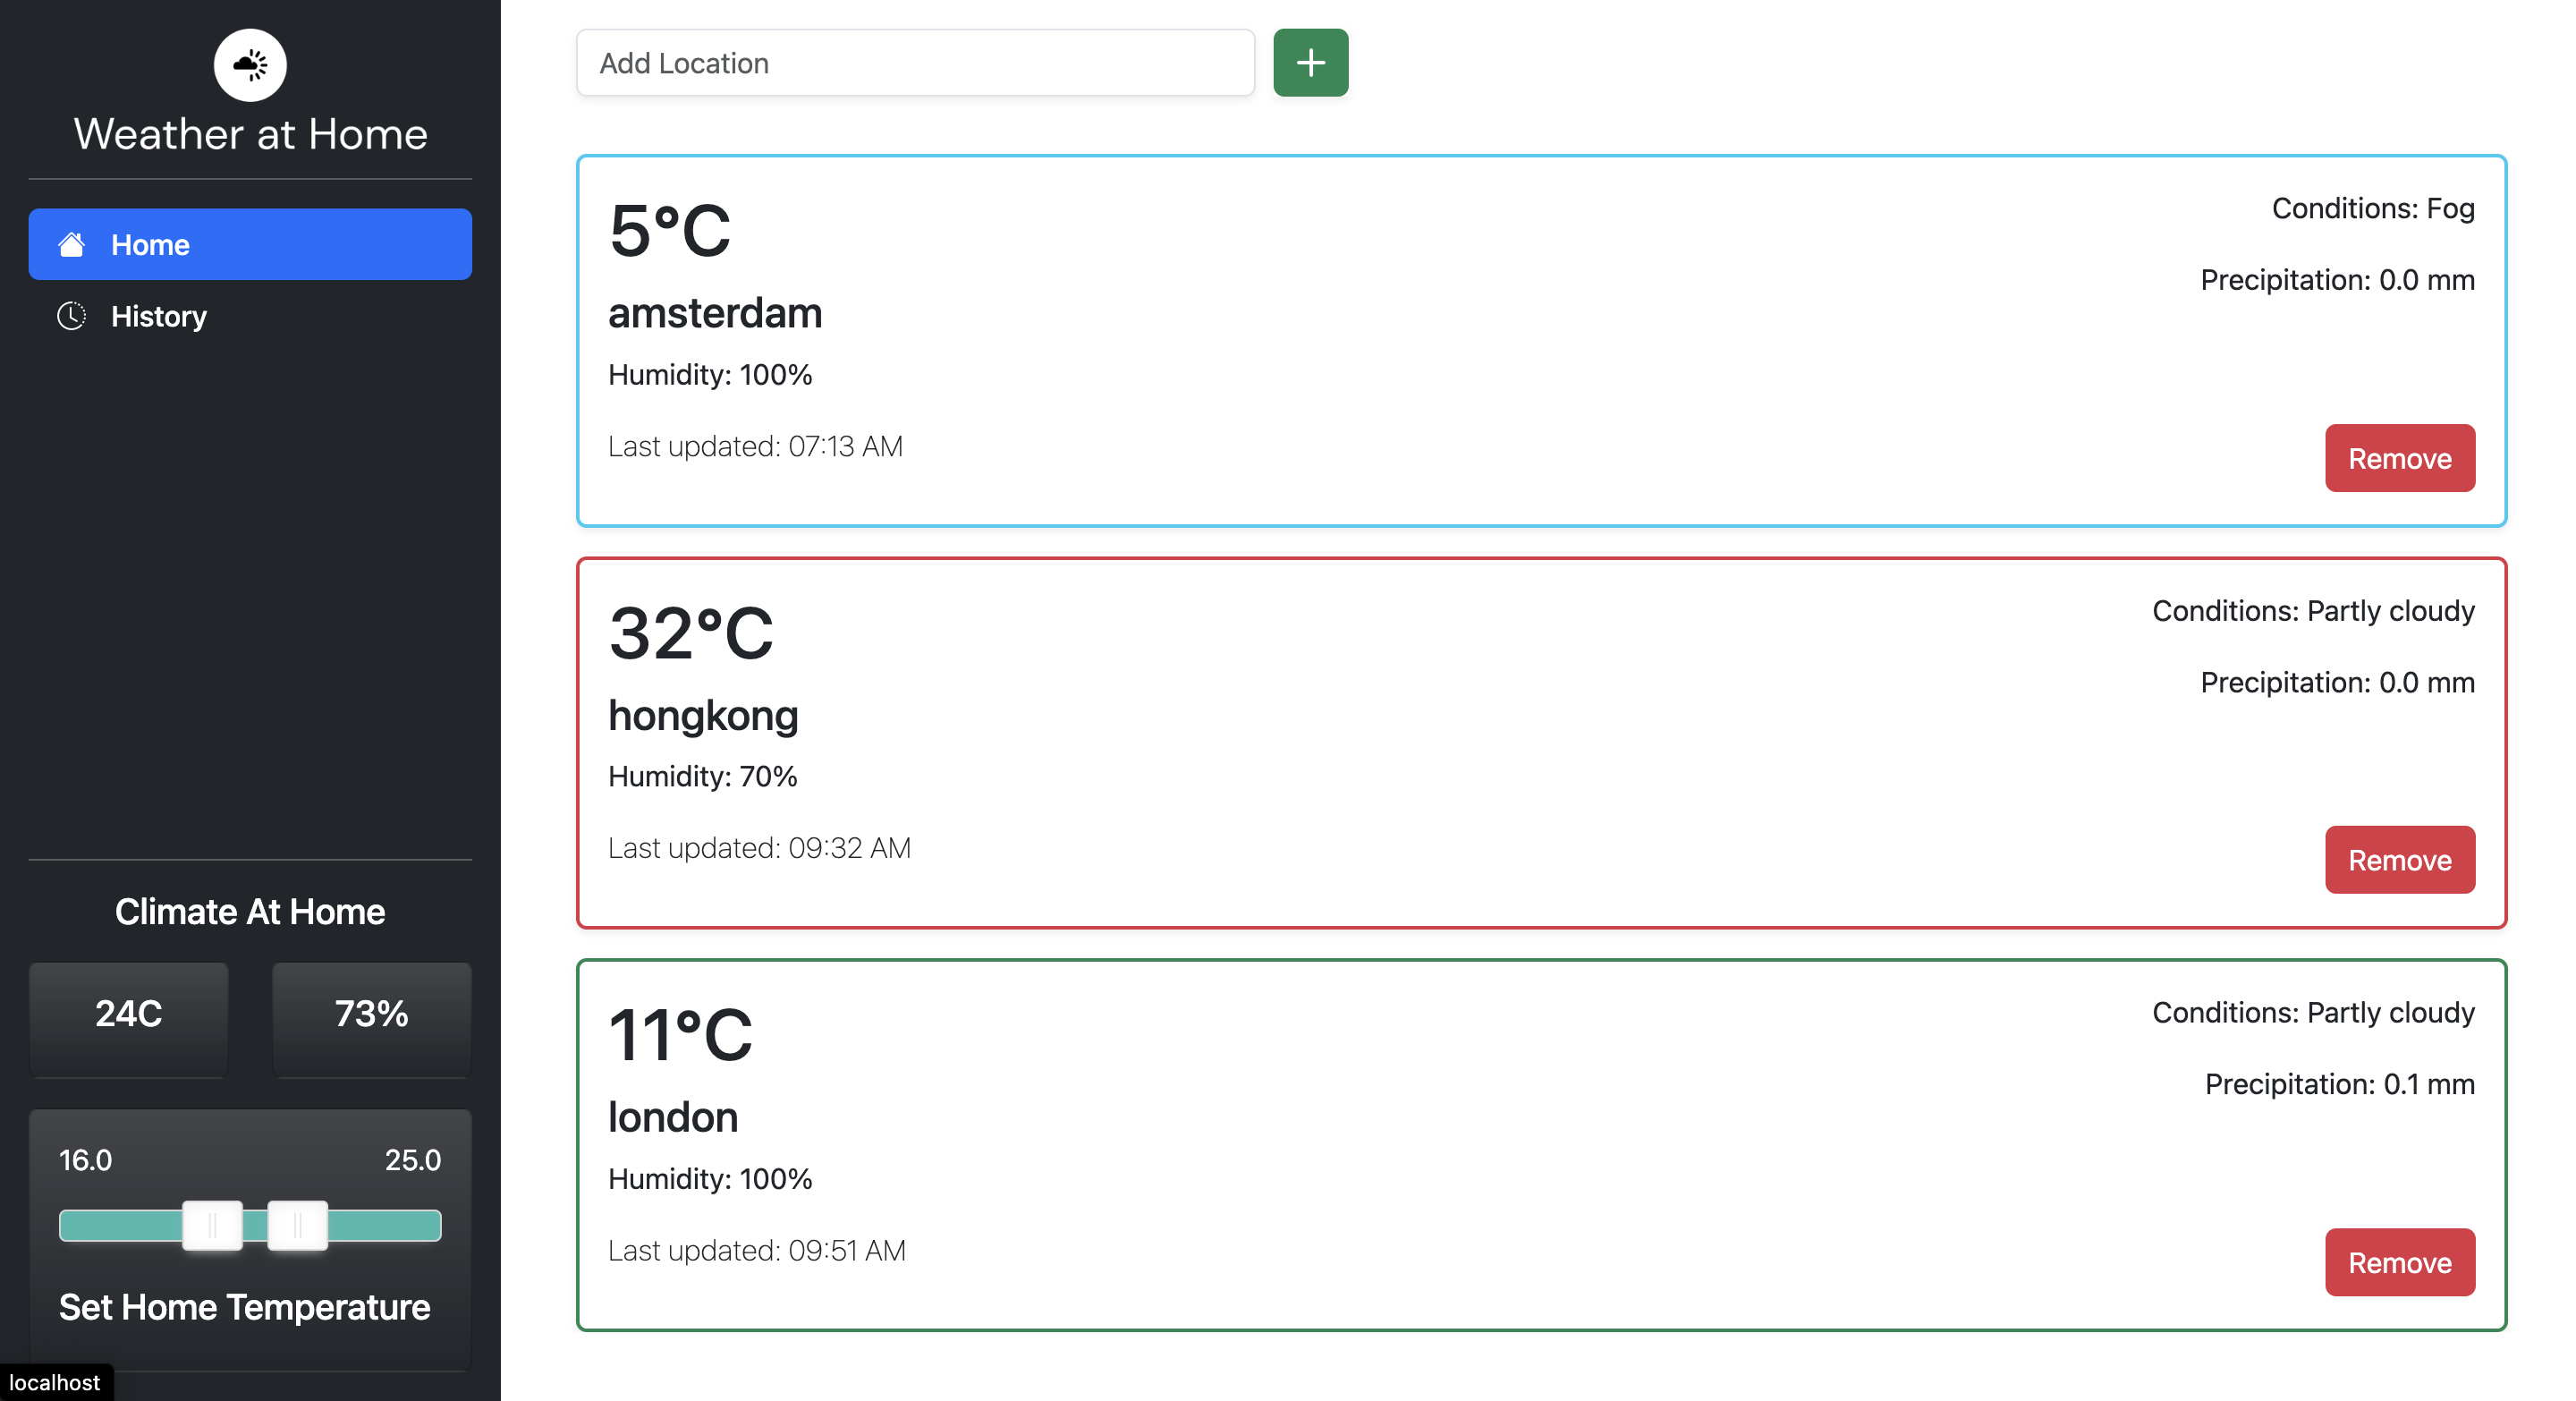 Weather at Home
Home
History
Climate At Home
24C 73%
16.0 25.0
Set Home Temperature
localhost
Add Location
+
5°C
amsterdam
Humidity: 100%
Last updated: 07:13 AM
Conditions: Fog
Precipitation: 0.0 mm
Remove
32°C
hongkong
Humidity: 70%
Last updated: 09:32 AM
Conditions: Partly cloudy
Precipitation: 0.0 mm
Remove
11°C
london
Humidity: 100%
Last updated: 09:51 AM
Conditions: Partly cloudy
Precipitation: 0.1 mm
Remove